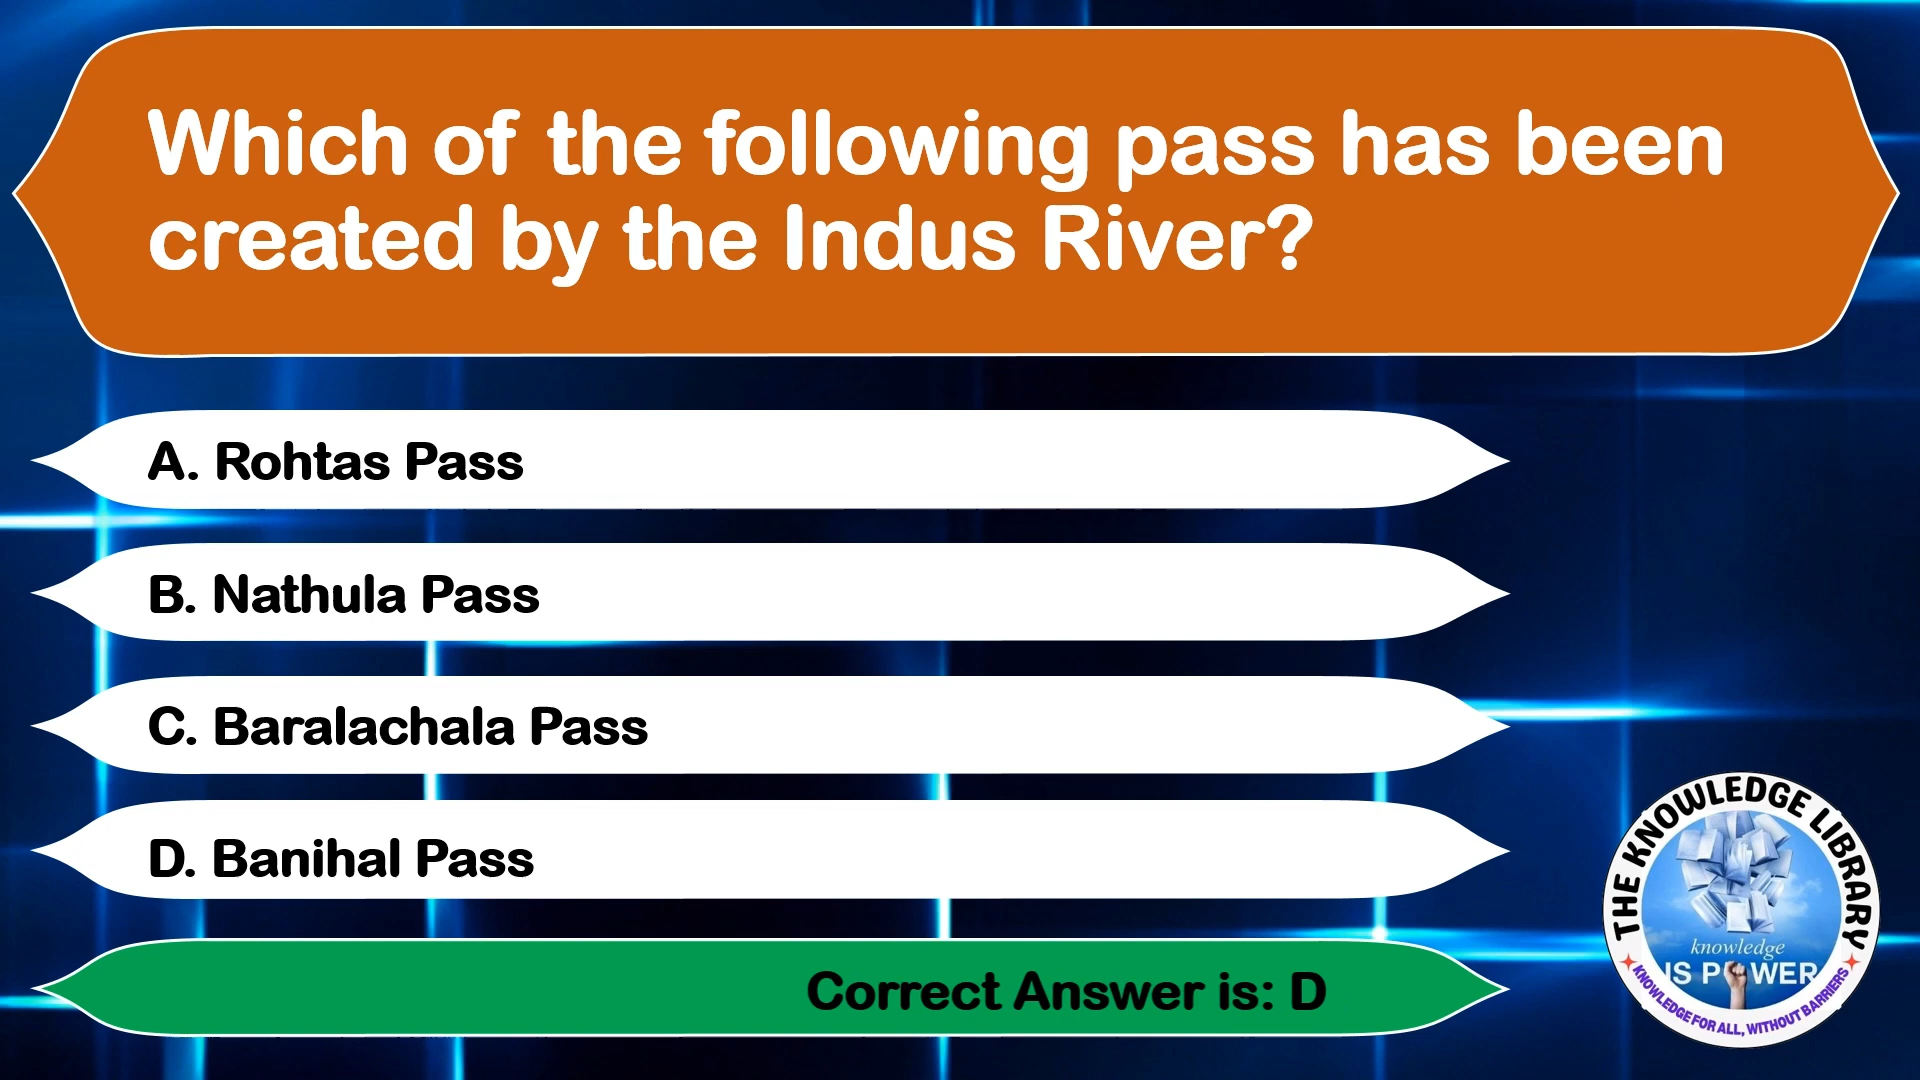 Which of the following pass has been
created by the Indus River?
A. Rohtas Pass
B. Nathula Pass
C. Baralachala Pass
D. Banihal Pass
Correct Answer is: D
THE KNOWLEDGE LIBRARY
knowledge
IS POWER
KNOWLEDGE FOR ALL, WITHOUT BARRIERS